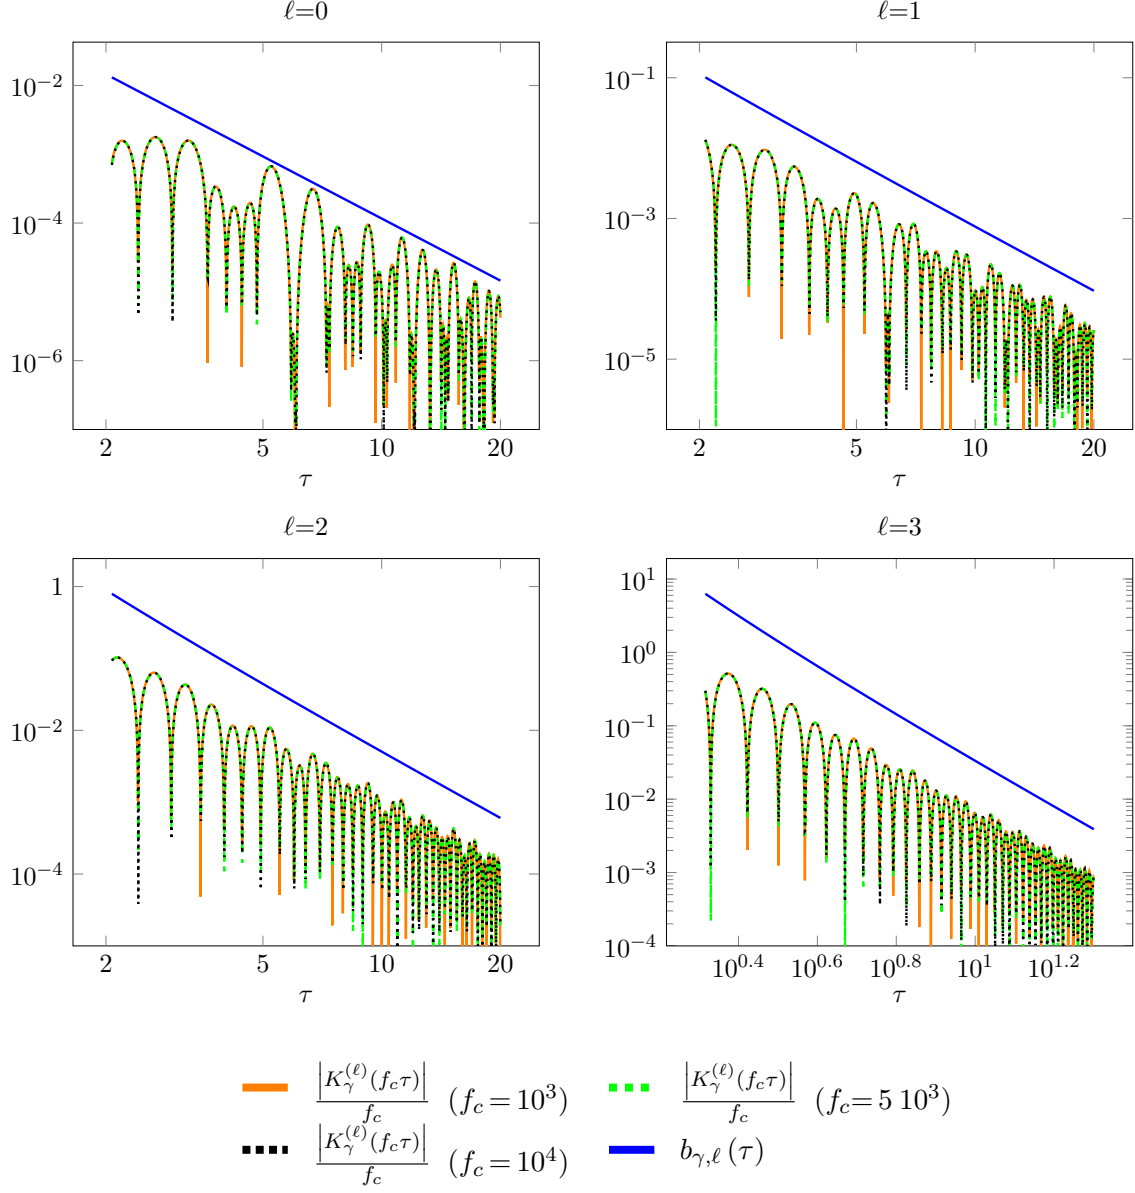 ℓ=0 ℓ=1
10^{-2} 10^{-1}
10^{-4} 10^{-3}
10^{-6} 10^{-5}
2 5 10 20 2 5 10 20
τ τ
ℓ=2 ℓ=3
1 10^1
10^0
10^{-2} 10^{-1}
10^{-2}
10^{-4} 10^{-3}
10^{-4}
2 5 10 20 10^{0.4} 10^{0.6} 10^{0.8} 10^1 10^{1.2}
τ τ
|K_γ^{(ℓ)}(f_cτ)|/f_c (f_c=10^3) |K_γ^{(ℓ)}(f_cτ)|/f_c (f_c=5 10^3)
|K_γ^{(ℓ)}(f_cτ)|/f_c (f_c=10^4) b_{γ,ℓ}(τ)